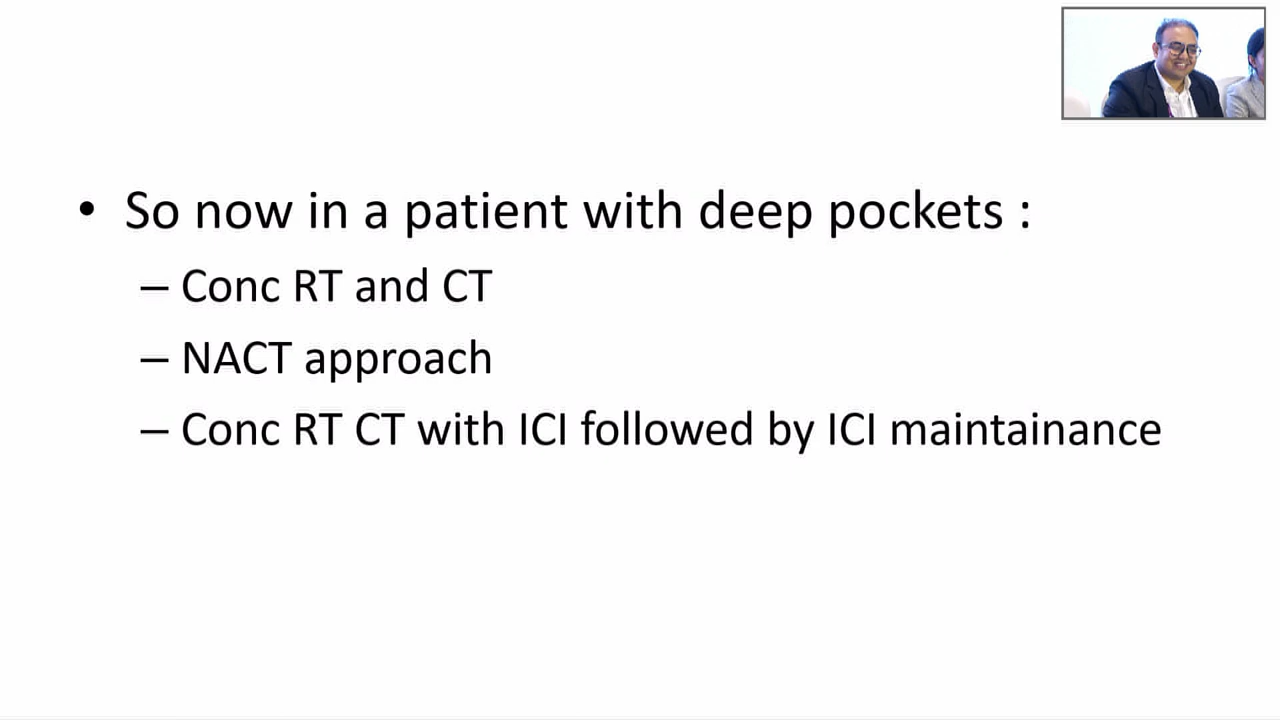 • So now in a patient with deep pockets :
– Conc RT and CT
– NACT approach
– Conc RT CT with ICI followed by ICI maintainance